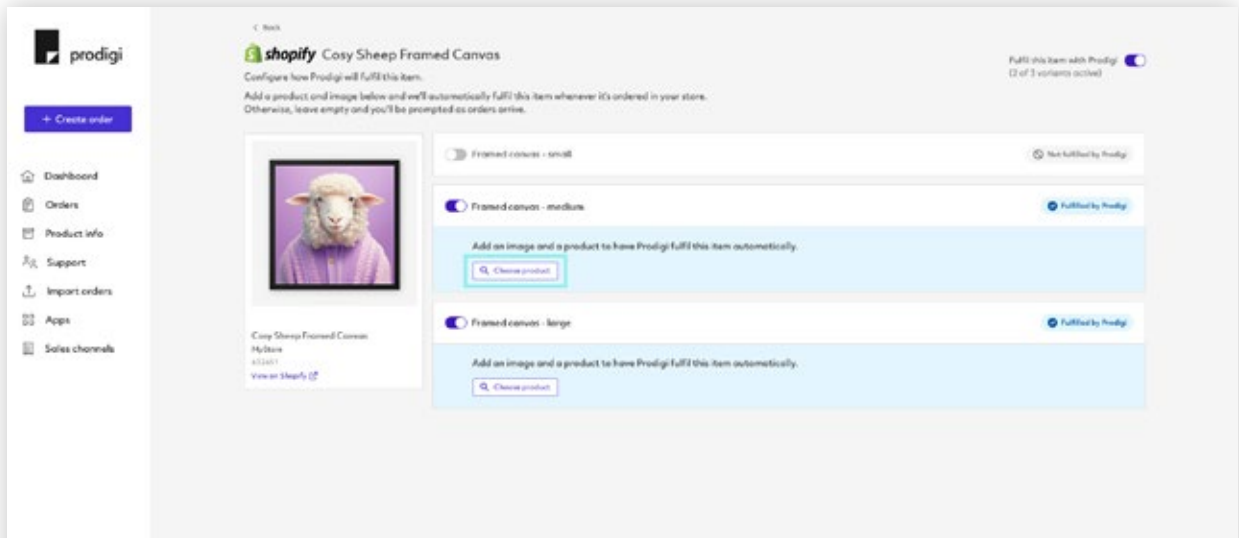 prodigi
+ Create order
Dashboard
Orders
Product info
Support
Import orders
Apps
Sales channels
< Back
shopify Cosy Sheep Framed Canvas
Configure how Prodigi will fulfil this item.
Add a product and image below and we'll automatically fulfil this item whenever it's ordered in your store.
Otherwise, leave empty and you'll be prompted as orders arrive.
Fulfil this item with Prodigi
(2 of 3 variants active)
Cosy Sheep Framed Canvas
MyStore
View on Shopify
Framed canvas - small
Not fulfilled by Prodigi
Framed canvas - medium
Fulfilled by Prodigi
Add an image and a product to have Prodigi fulfil this item automatically.
Choose product
Framed canvas - large
Fulfilled by Prodigi
Add an image and a product to have Prodigi fulfil this item automatically.
Choose product